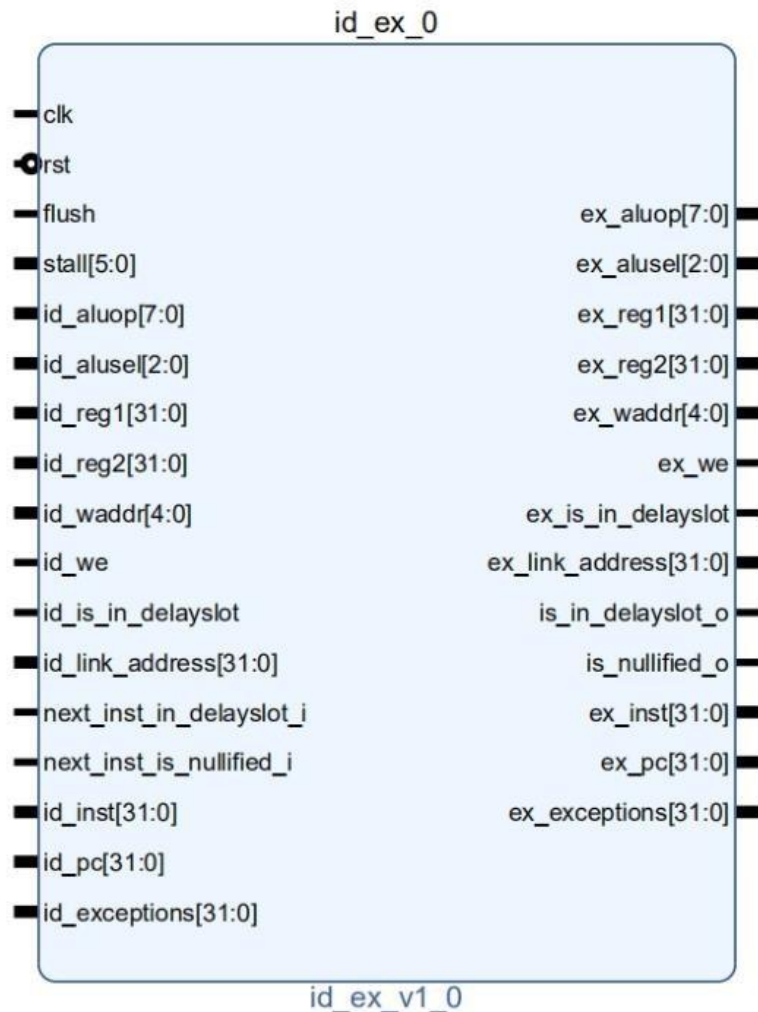 id_ex_0
clk
rst
flush
stall[5:0]
id_aluop[7:0]
id_alusel[2:0]
id_reg1[31:0]
id_reg2[31:0]
id_waddr[4:0]
id_we
id_is_in_delayslot
id_link_address[31:0]
next_inst_in_delayslot_i
next_inst_is_nullified_i
id_inst[31:0]
id_pc[31:0]
id_exceptions[31:0]
ex_aluop[7:0]
ex_alusel[2:0]
ex_reg1[31:0]
ex_reg2[31:0]
ex_waddr[4:0]
ex_we
ex_is_in_delayslot
ex_link_address[31:0]
is_in_delayslot_o
is_nullified_o
ex_inst[31:0]
ex_pc[31:0]
ex_exceptions[31:0]
id_ex_v1_0